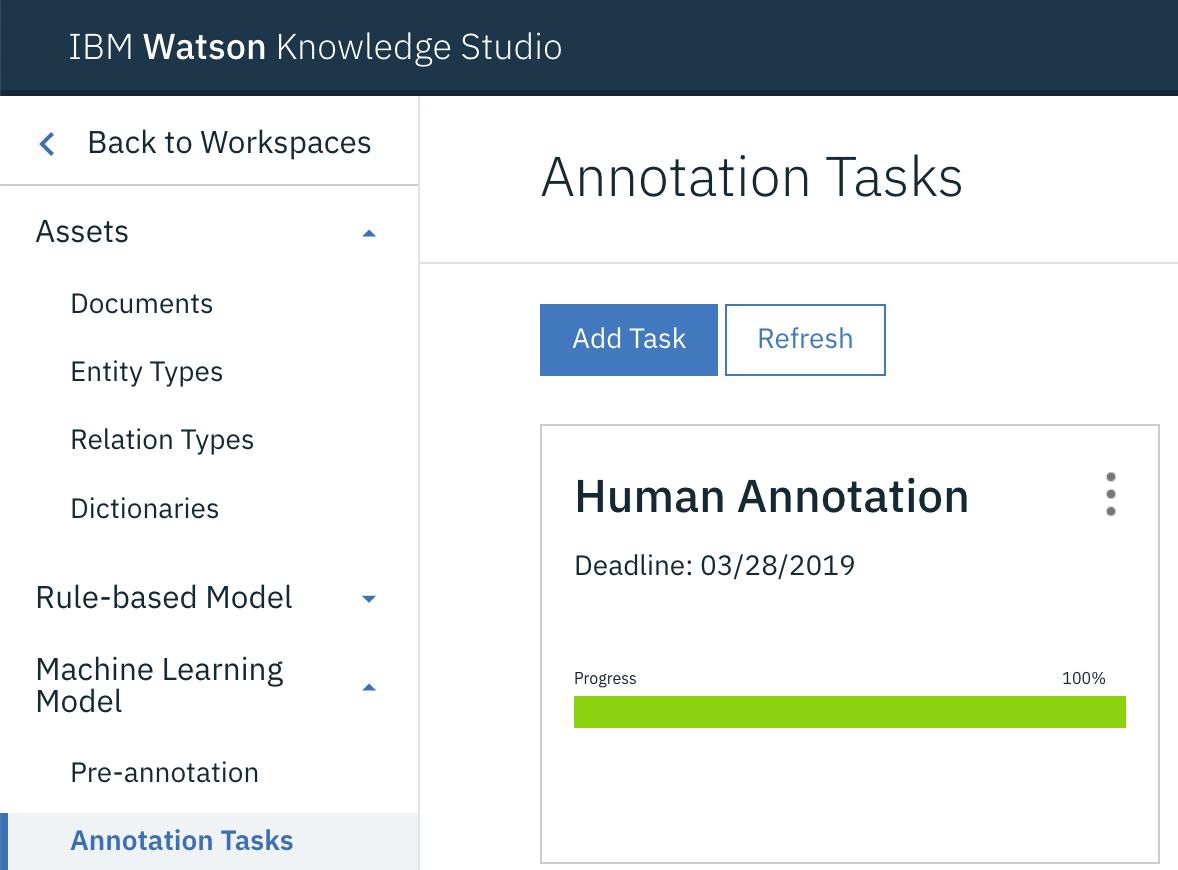 IBM Watson Knowledge Studio
Back to Workspaces
Assets
Documents
Entity Types
Relation Types
Dictionaries
Rule-based Model
Machine Learning
Model
Pre-annotation
Annotation Tasks
Annotation Tasks
Add Task
Refresh
Human Annotation
Deadline: 03/28/2019
Progress
100%